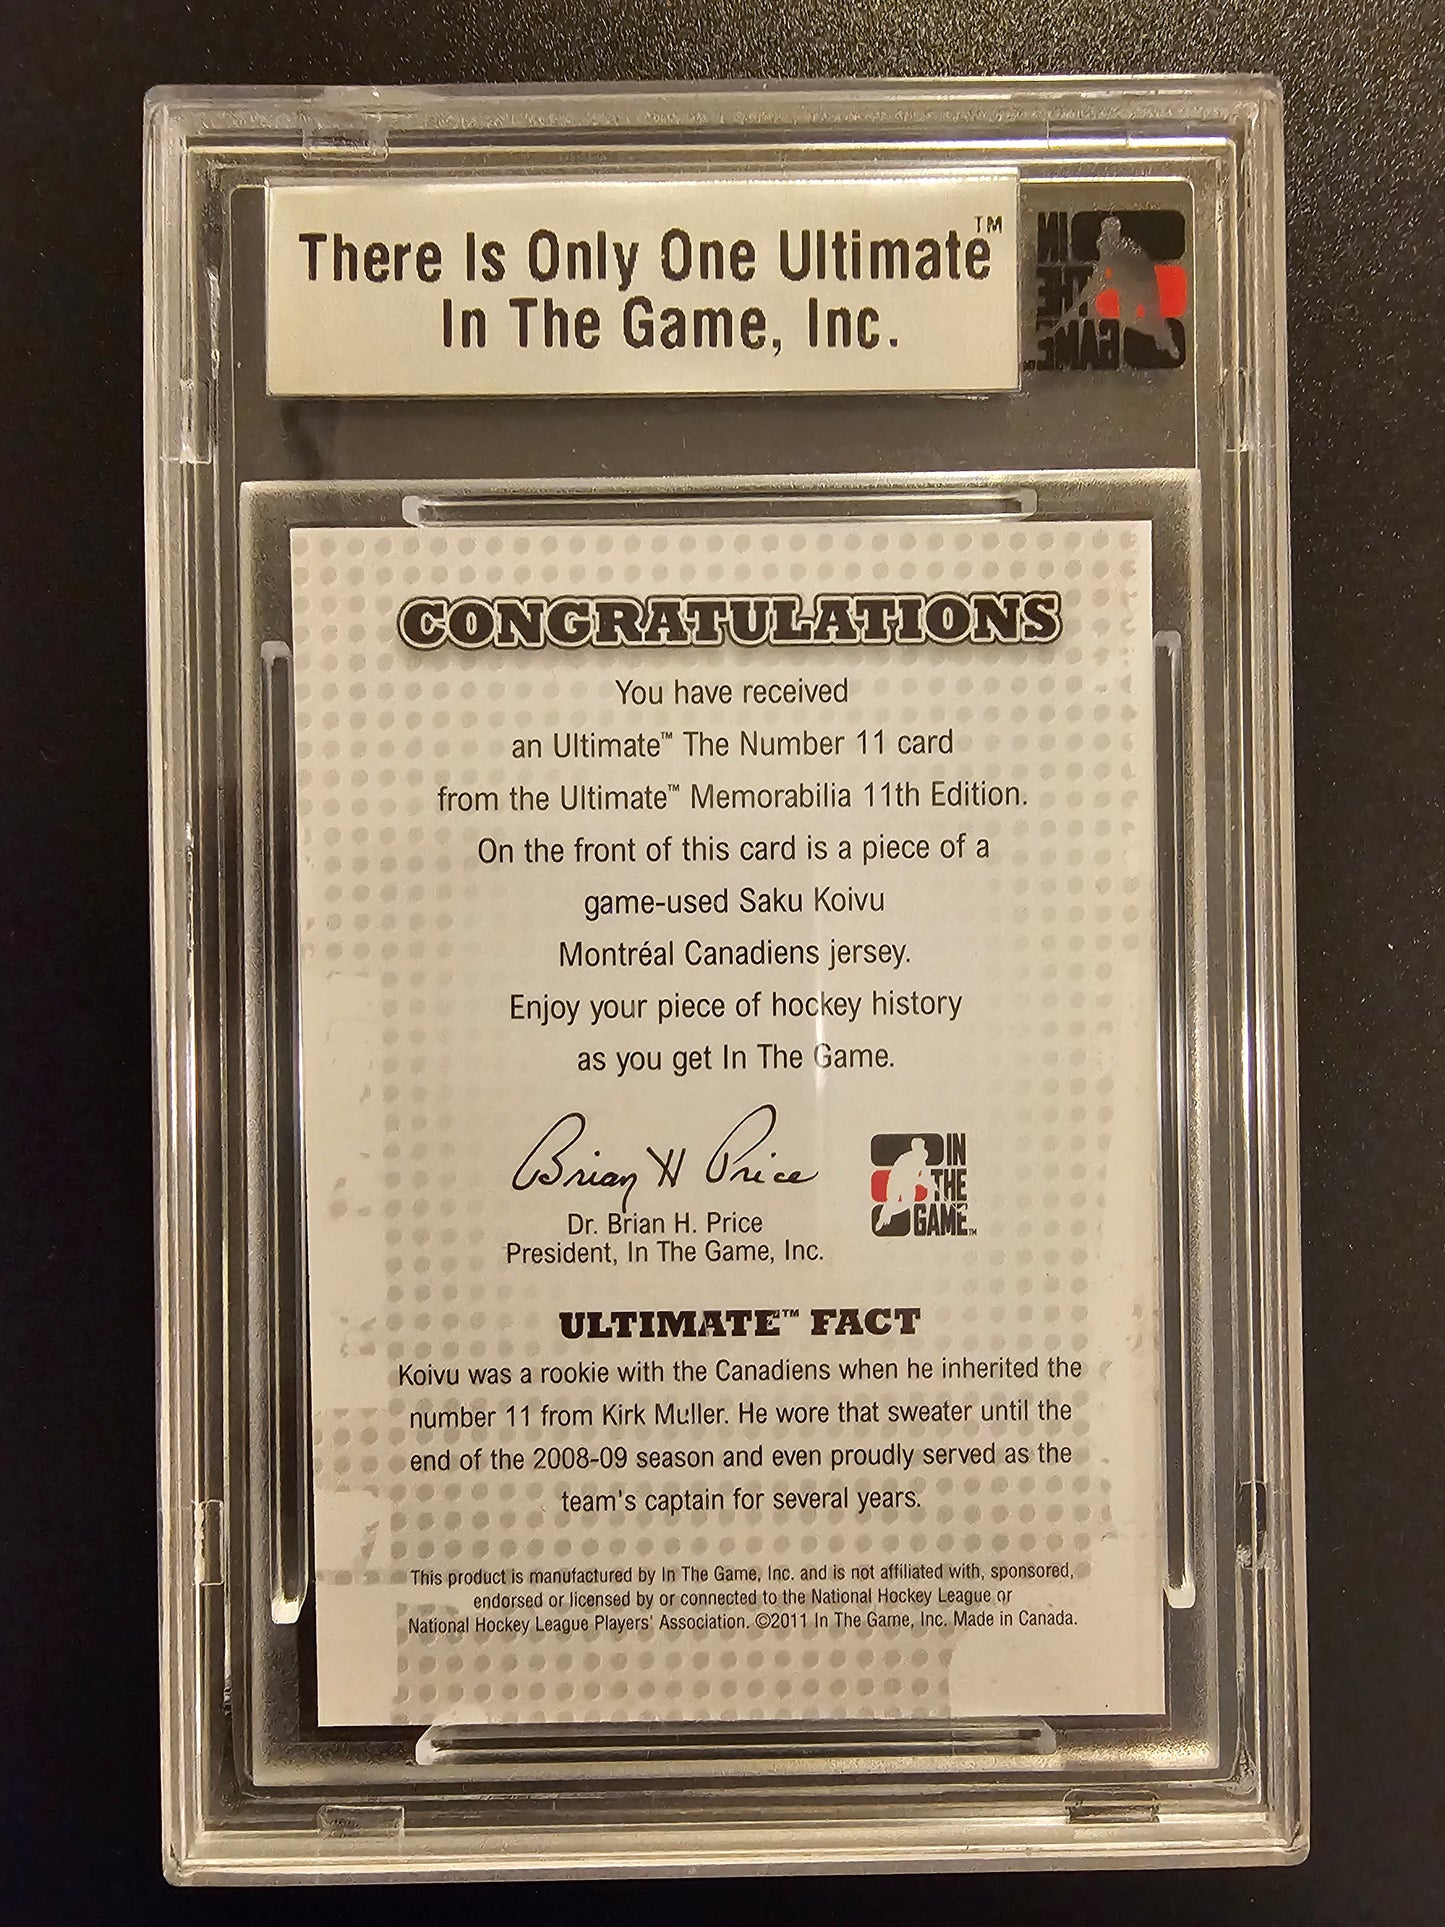 There Is Only One Ultimate™
In The Game, Inc.
IN
THE
GAME™
CONGRATULATIONS
You have received
an Ultimate™ The Number 11 card
from the Ultimate™ Memorabilia 11th Edition.
On the front of this card is a piece of a
game-used Saku Koivu
Montréal Canadiens jersey.
Enjoy your piece of hockey history
as you get In The Game.
Brian H Price
IN
THE
GAME™
Dr. Brian H. Price
President, In The Game, Inc.
ULTIMATE™ FACT
Koivu was a rookie with the Canadiens when he inherited the
number 11 from Kirk Muller. He wore that sweater until the
end of the 2008-09 season and even proudly served as the
team's captain for several years.
This product is manufactured by In The Game, Inc. and is not affiliated with, sponsored,
endorsed or licensed by or connected to the National Hockey League or
National Hockey League Players' Association. ©2011 In The Game, Inc. Made in Canada.